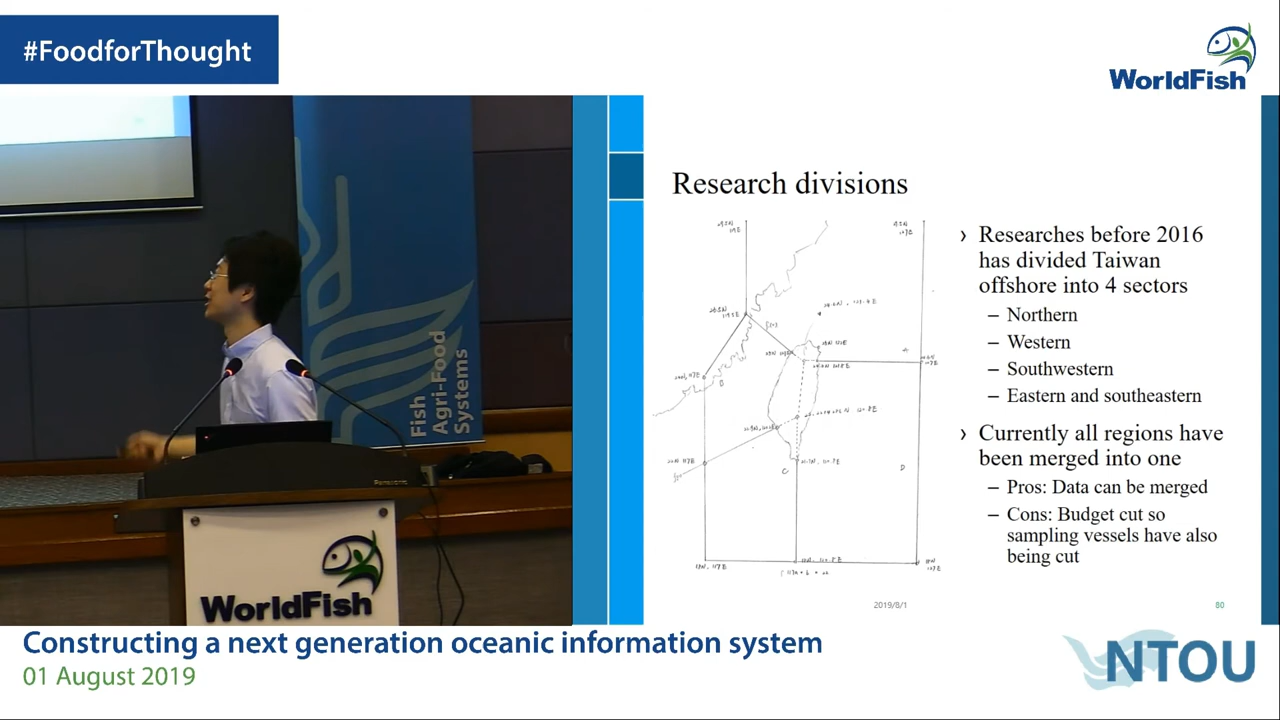 #FoodforThought
WorldFish
Fish
Agri-Food
Systems
Panasonic
WorldFish
Research divisions
› Researches before 2016
has divided Taiwan
offshore into 4 sectors
– Northern
– Western
– Southwestern
– Eastern and southeastern
› Currently all regions have
been merged into one
– Pros: Data can be merged
– Cons: Budget cut so
sampling vessels have also
being cut
B
C
D
2019/8/1
80
Constructing a next generation oceanic information system
01 August 2019
NTOU